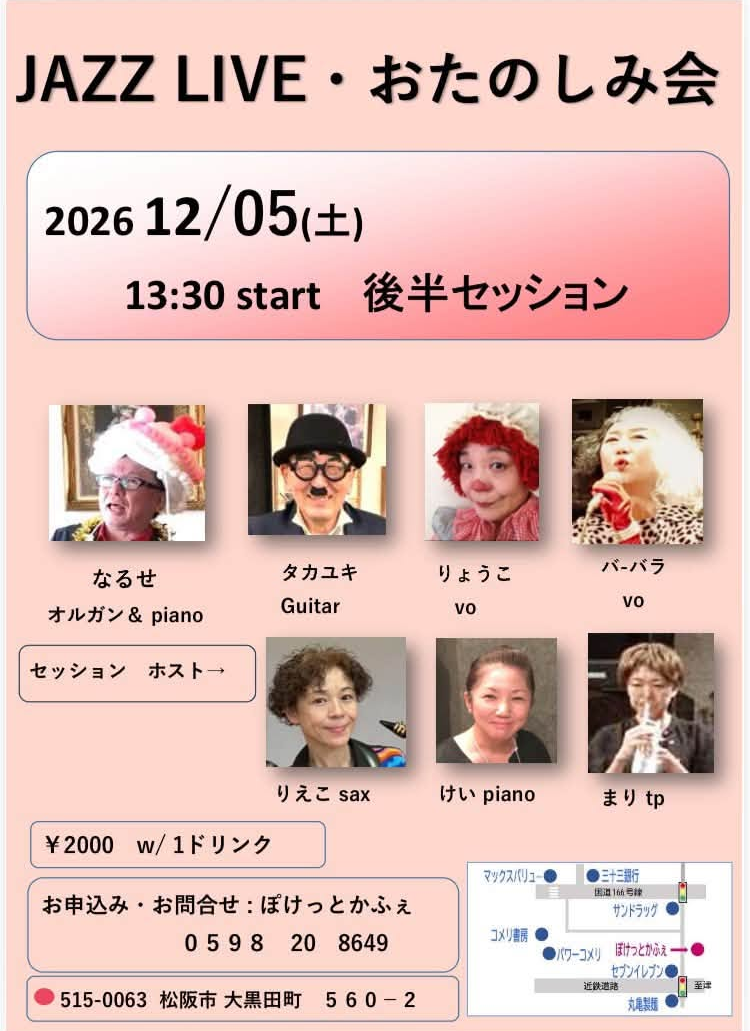 JAZZ LIVE・おたのしみ会
2026 12/05(土)
13:30 start　後半セッション
なるせ
オルガン＆ piano
タカユキ
Guitar
りょうこ
vo
バ-バラ
vo
セッション　ホスト→
りえこ sax
けい piano
まり tp
￥2000　w/ 1ドリンク
お申込み・お問合せ：ぽけっとかふぇ
０５９８　20　8649
515-0063 松阪市 大黒田町　５６０－２
マックスバリュー
三十三銀行
国道166号線
サンドラッグ
コメリ書房
パワーコメリ
ぽけっとかふぇ
セブンイレブン
近鉄道路
至津
丸亀製麺